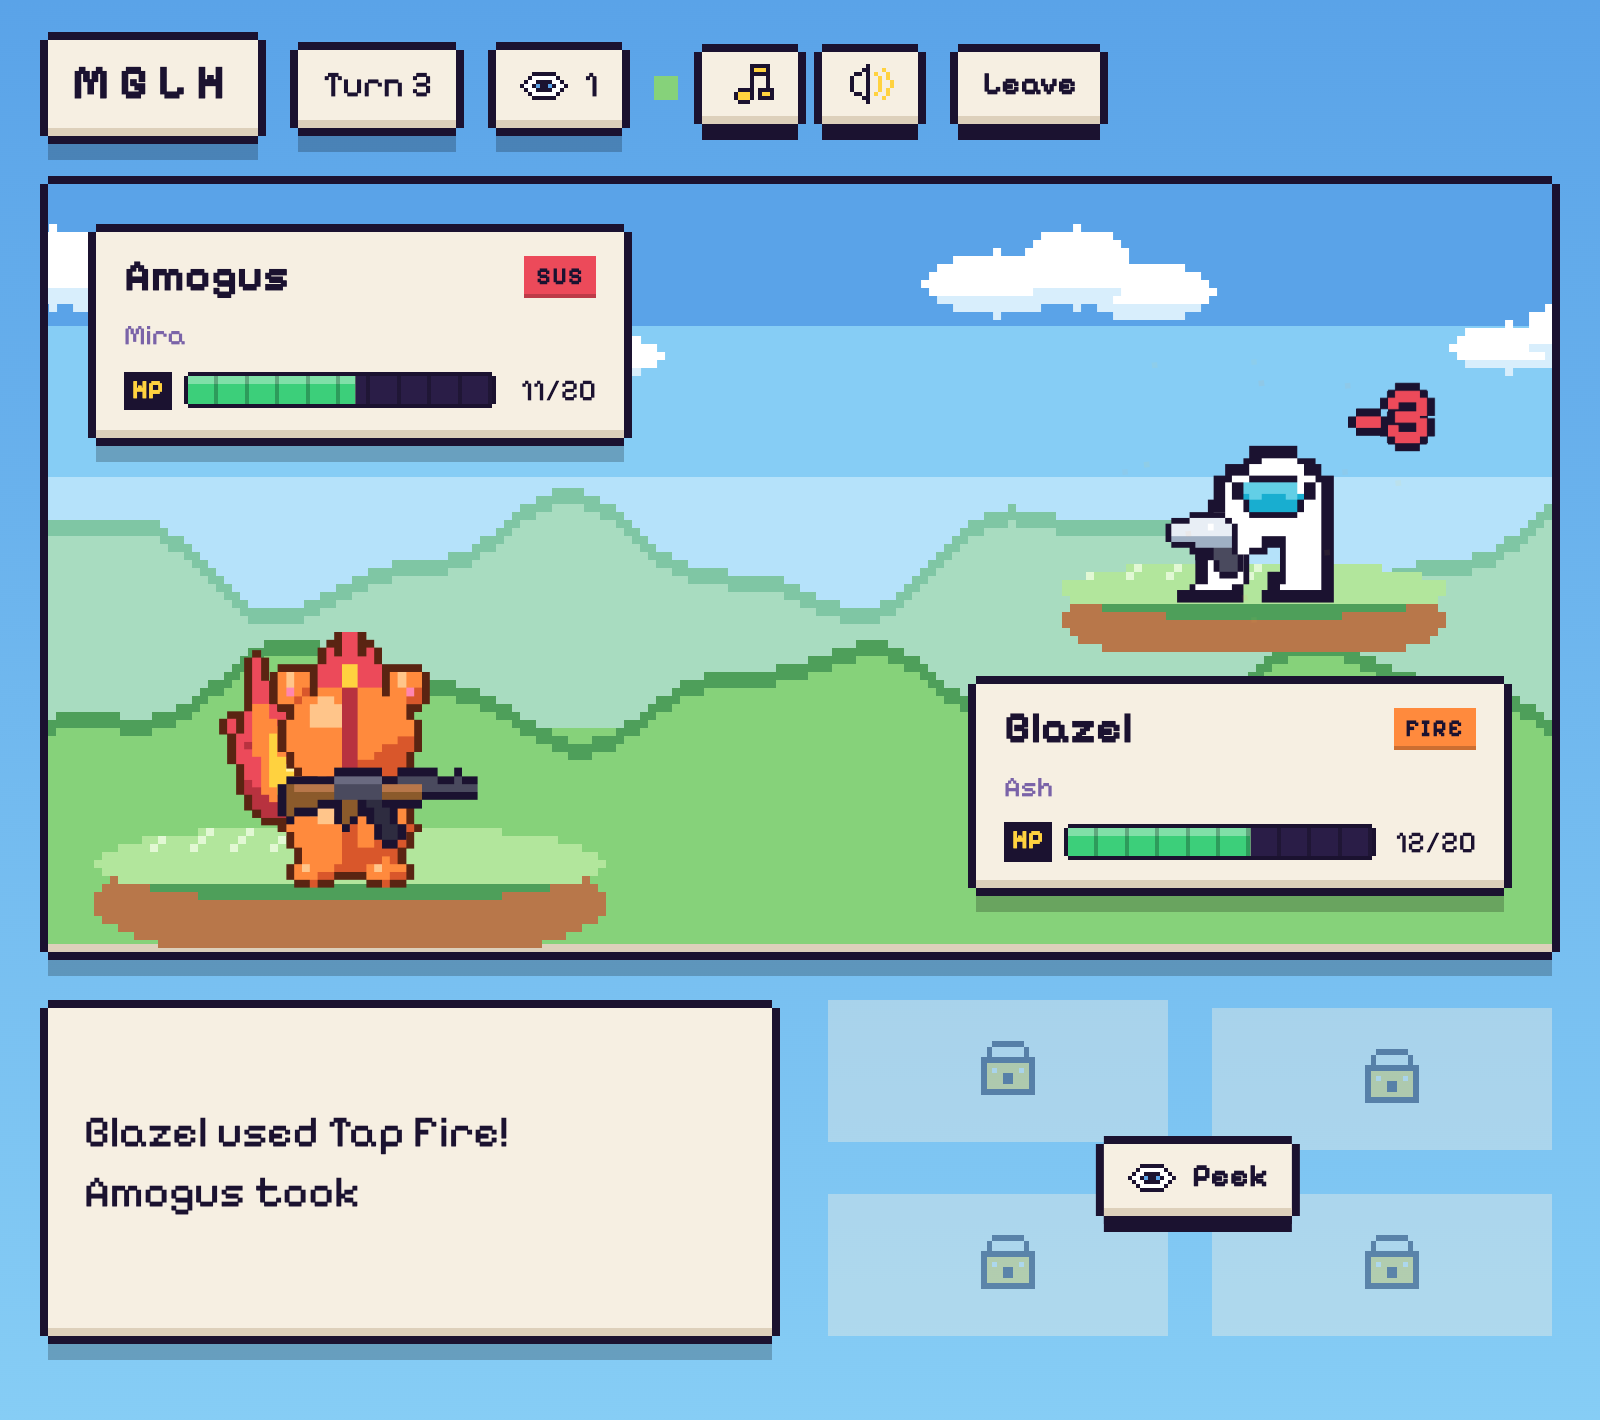 MGLH
Turn 3
1
Leave
Amogus
SUS
Mira
HP
11/20
-3
Blazel
FIRE
Ash
HP
12/20
Blazel used Tap Fire!
Amogus took
Peek